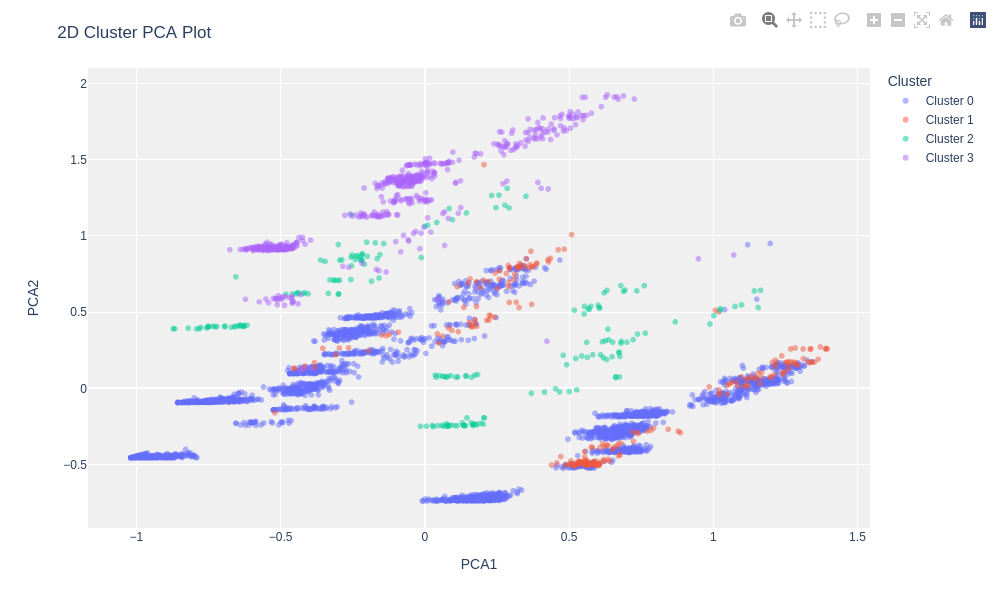 2D Cluster PCA Plot
Cluster
Cluster 0
Cluster 1
Cluster 2
Cluster 3
PCA2
2
1.5
1
0.5
0
−0.5
−1
−0.5
0
0.5
1
1.5
PCA1